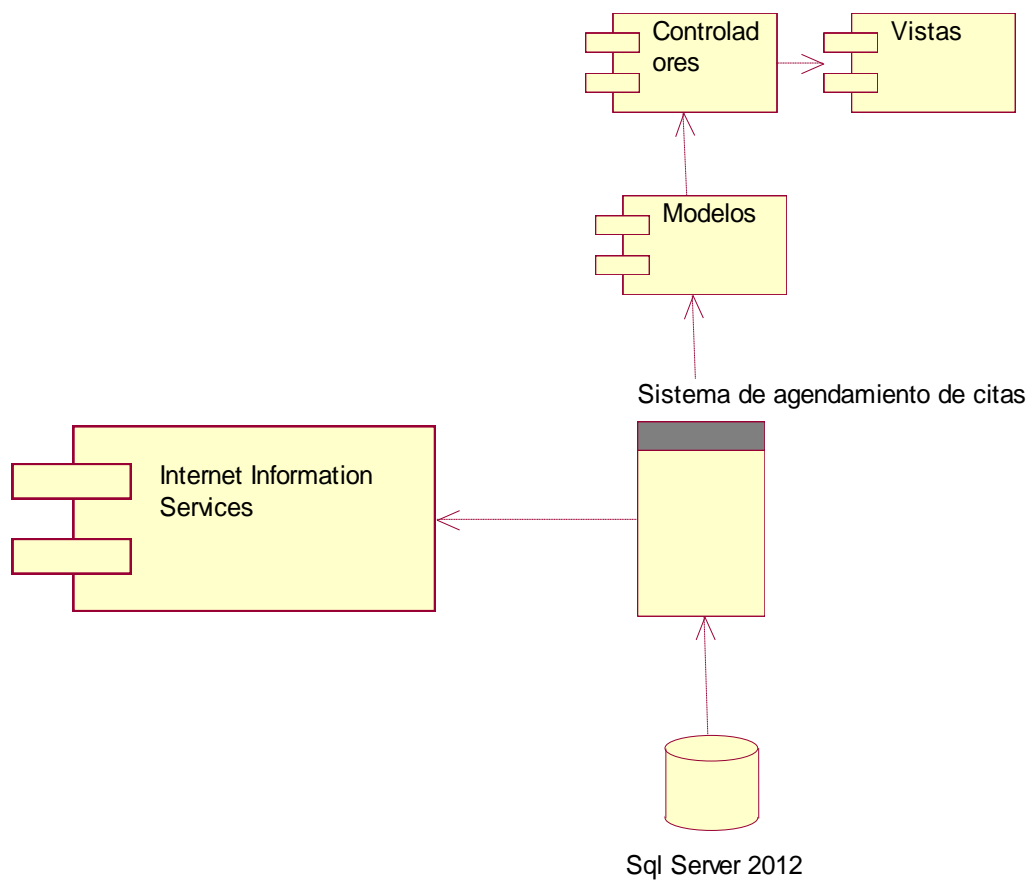 Controlad
ores
Vistas
Modelos
Sistema de agendamiento de citas
Internet Information
Services
Sql Server 2012